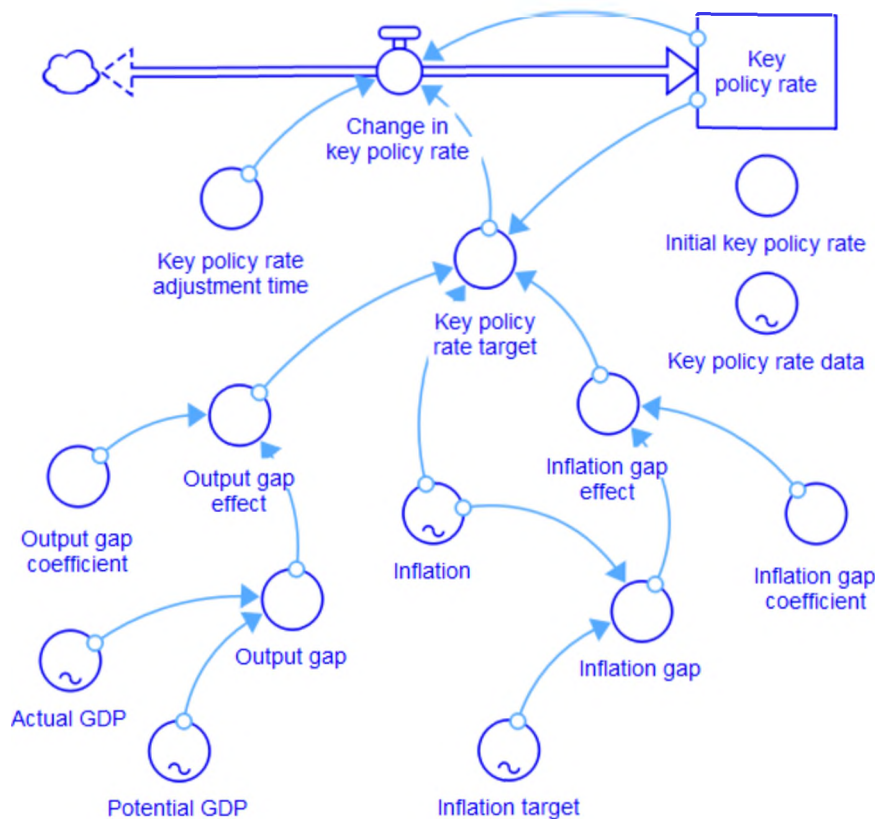 Key
policy rate
Change in
key policy rate
Initial key policy rate
Key policy rate
adjustment time
Key policy
rate target
Key policy rate data
Output gap
effect
Inflation gap
effect
Output gap
coefficient
Inflation
Inflation gap
coefficient
Output gap
Inflation gap
Actual GDP
Potential GDP
Inflation target